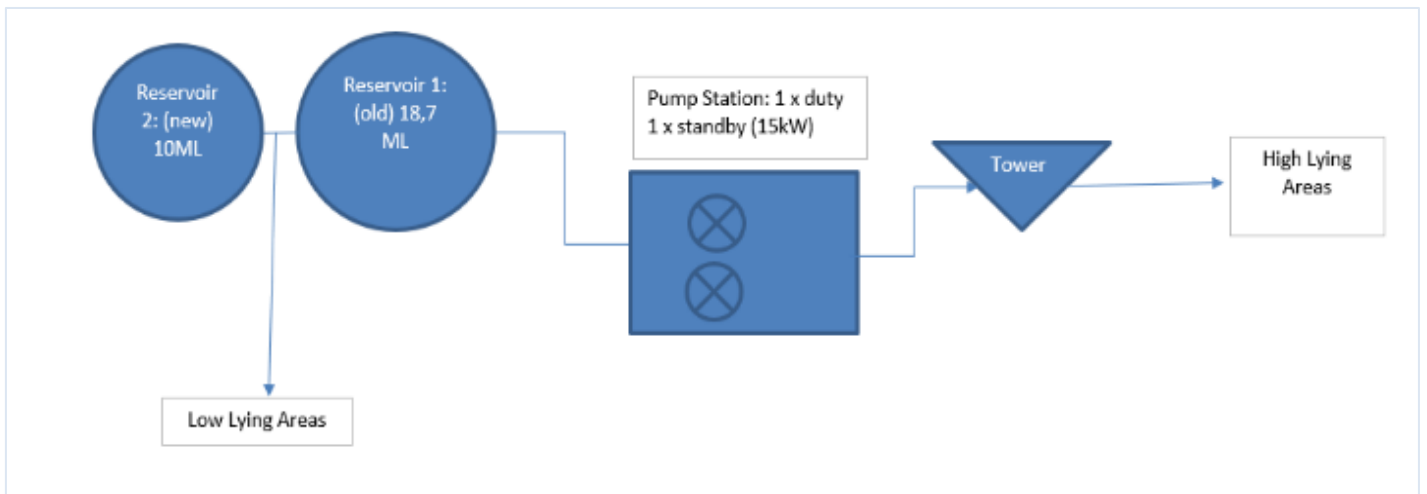 Reservoir
2: (new)
10ML
Reservoir 1:
(old) 18,7
ML
Pump Station: 1 x duty
1 x standby (15kW)
Tower
High Lying
Areas
Low Lying Areas